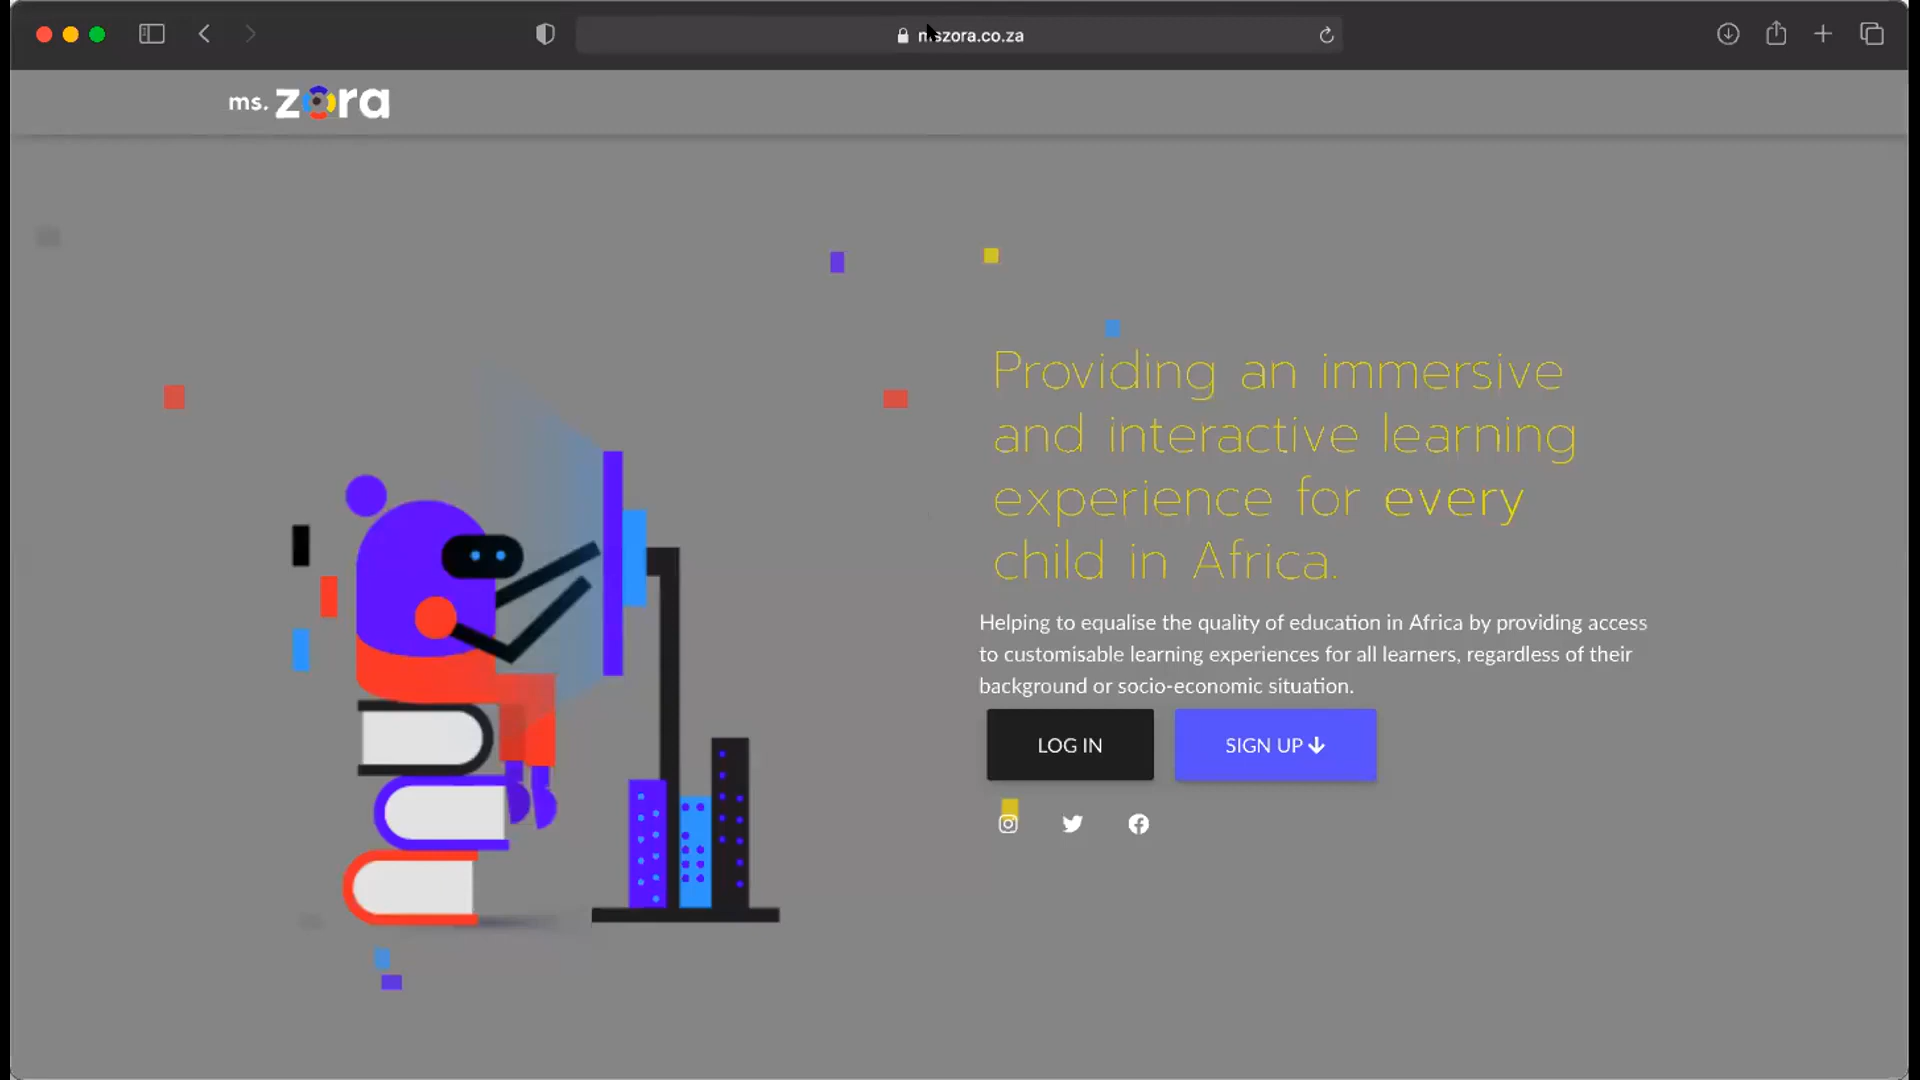 mszora.co.za
ms. zora
Providing an immersive
and interactive learning
experience for every
child in Africa.
Helping to equalise the quality of education in Africa by providing access
to customisable learning experiences for all learners, regardless of their
background or socio-economic situation.
LOG IN
SIGN UP